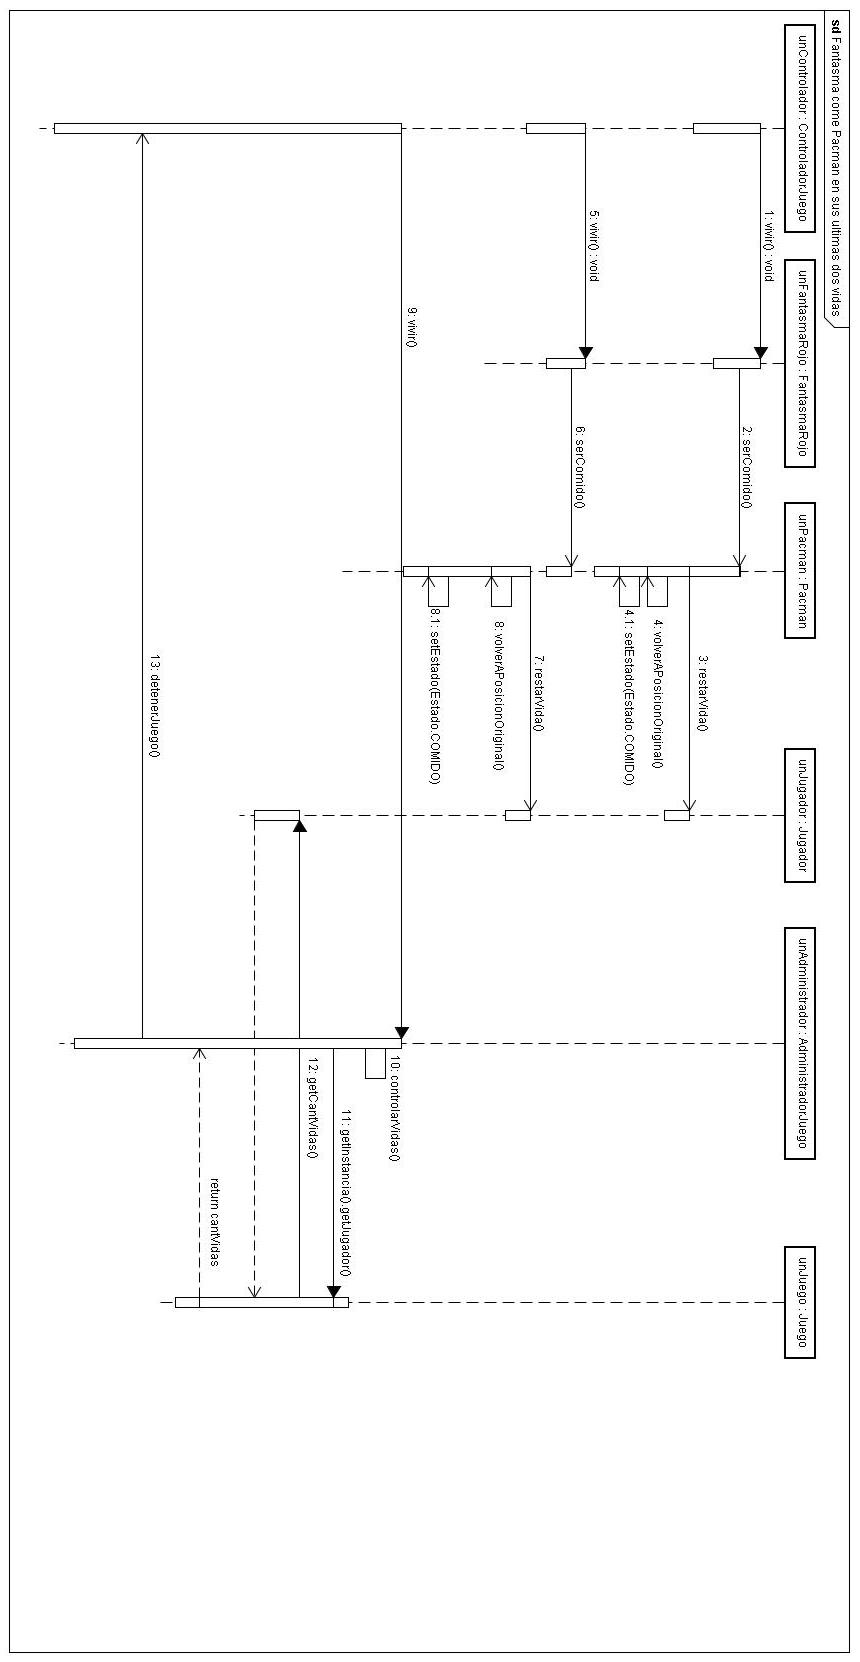 sd Fantasma come Pacman en sus ultimas dos vidas
unControlador : ControladorJuego
unFantasmaRojo : FantasmaRojo
unPacman : Pacman
unJugador : Jugador
unAdministrador : AdministradorJuego
unJuego : Juego
1: vivir() : void
2: serComido()
3: restarVida()
4: volverAPosicionOriginal()
4.1: setEstado(Estado.COMIDO)
5: vivir() : void
6: serComido()
7: restarVida()
8: volverAPosicionOriginal()
8.1: setEstado(Estado.COMIDO)
9: vivir()
10: controlarVidas()
11: getInstancia().getJugador()
12: getCantVidas()
return cantVidas
13: detenerJuego()